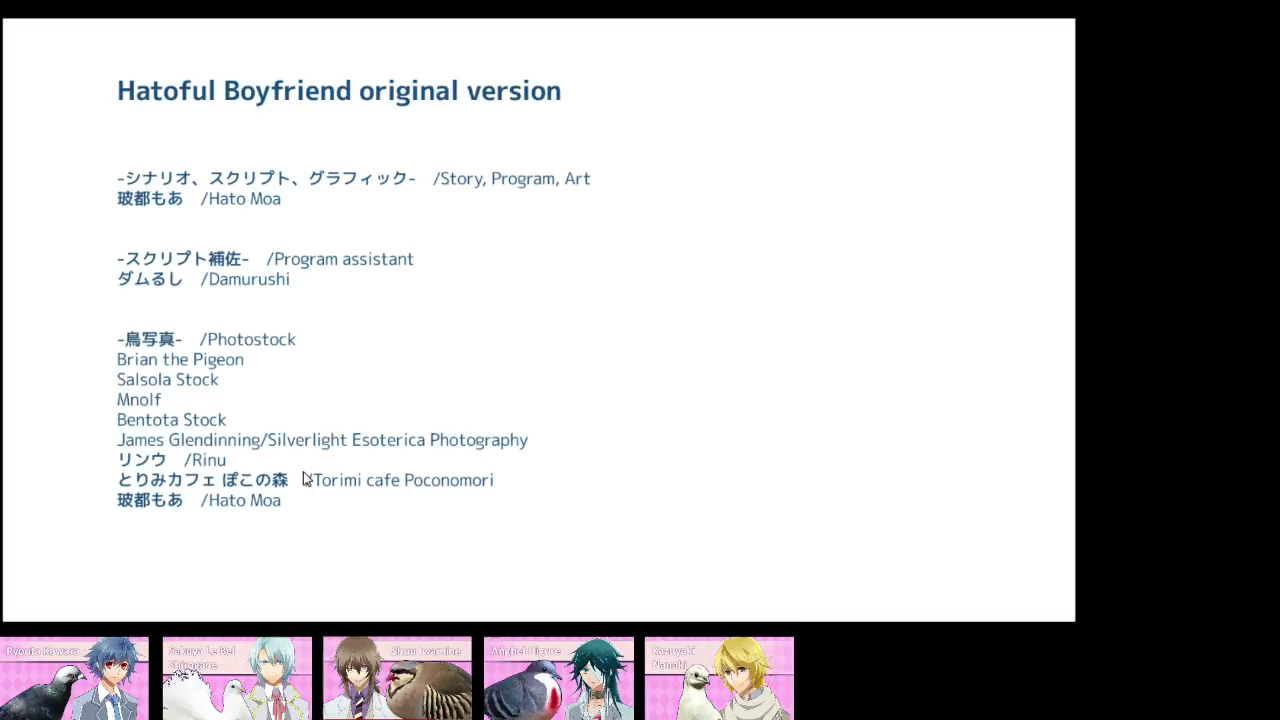 Hatoful Boyfriend original version
-シナリオ、スクリプト、グラフィック- /Story, Program, Art
玻都もあ /Hato Moa
-スクリプト補佐- /Program assistant
ダムるし /Damurushi
-鳥写真- /Photostock
Brian the Pigeon
Salsola Stock
Mnolf
Bentota Stock
James Glendinning/Silverlight Esoterica Photography
リンウ /Rinu
とりみカフェ ぽこの森 /Torimi cafe Poconomori
玻都もあ /Hato Moa
Ryouta Kawara
Sakuya Le Bel
Shirogane
Shuu Iwamine
Anghel Higure
Kazuyaki
Nanaki